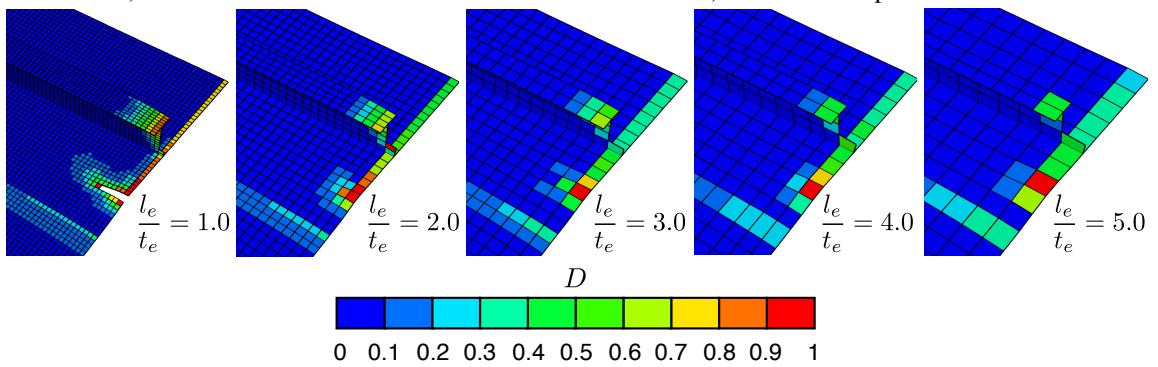 l_e/t_e = 1.0
l_e/t_e = 2.0
l_e/t_e = 3.0
l_e/t_e = 4.0
l_e/t_e = 5.0
D
0 0.1 0.2 0.3 0.4 0.5 0.6 0.7 0.8 0.9 1